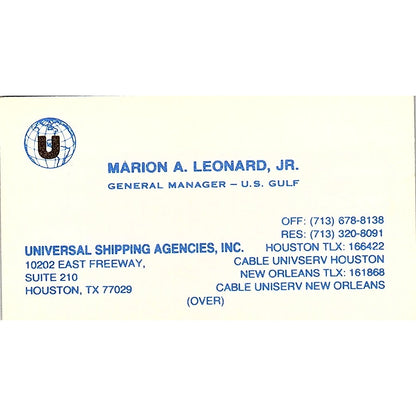 U
MARION A. LEONARD, JR.
GENERAL MANAGER – U.S. GULF
OFF: (713) 678-8138
RES: (713) 320-8091
UNIVERSAL SHIPPING AGENCIES, INC. HOUSTON TLX: 166422
10202 EAST FREEWAY, CABLE UNIVSERV HOUSTON
SUITE 210 NEW ORLEANS TLX: 161868
HOUSTON, TX 77029 CABLE UNISERV NEW ORLEANS
(OVER)